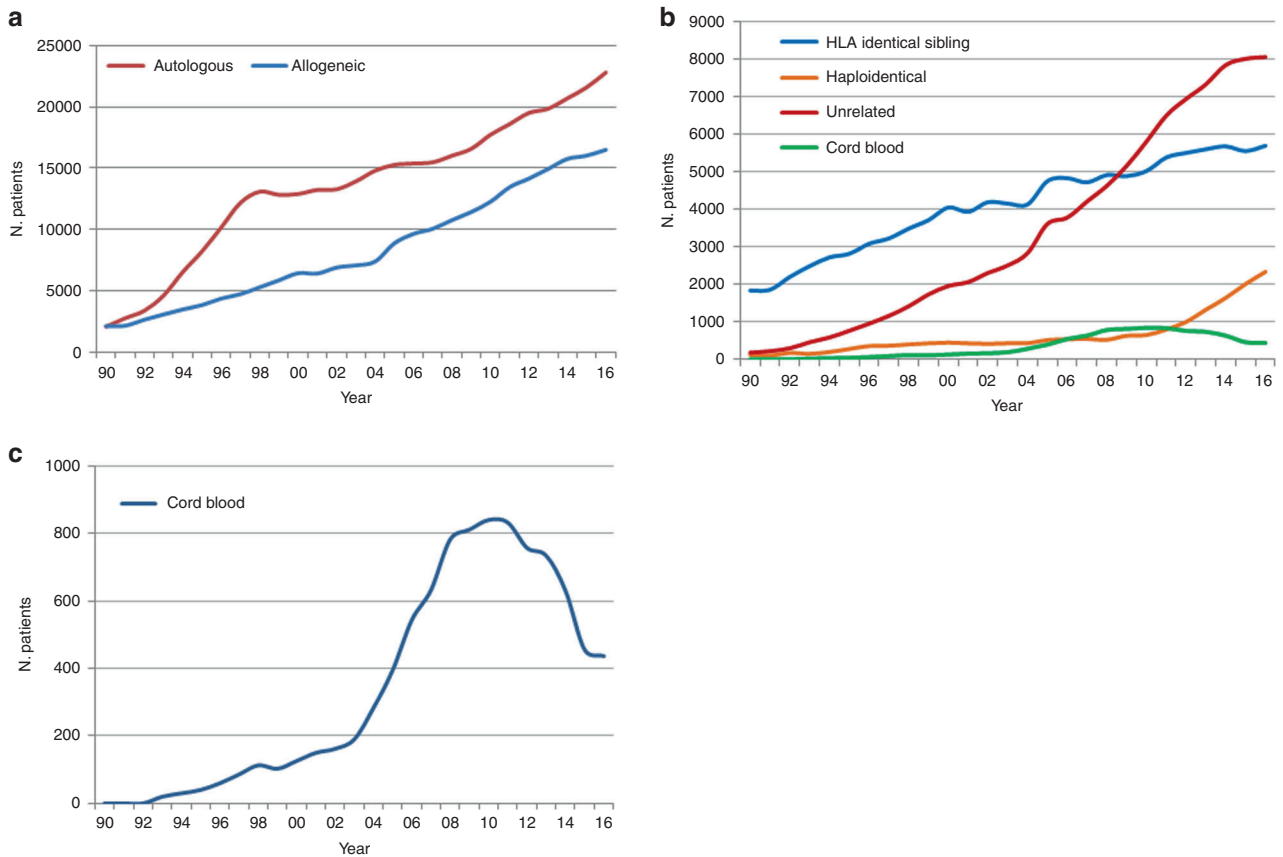 a
25000
20000
15000
10000
5000
0
N. patients
Autologous Allogeneic
90 92 94 96 98 00 02 04 06 08 10 12 14 16
Year
b
9000
8000
7000
6000
5000
4000
3000
2000
1000
0
N. patients
HLA identical sibling
Haploidentical
Unrelated
Cord blood
90 92 94 96 98 00 02 04 06 08 10 12 14 16
Year
c
1000
800
600
400
200
0
N. patients
Cord blood
90 92 94 96 98 00 02 04 06 08 10 12 14 16
Year